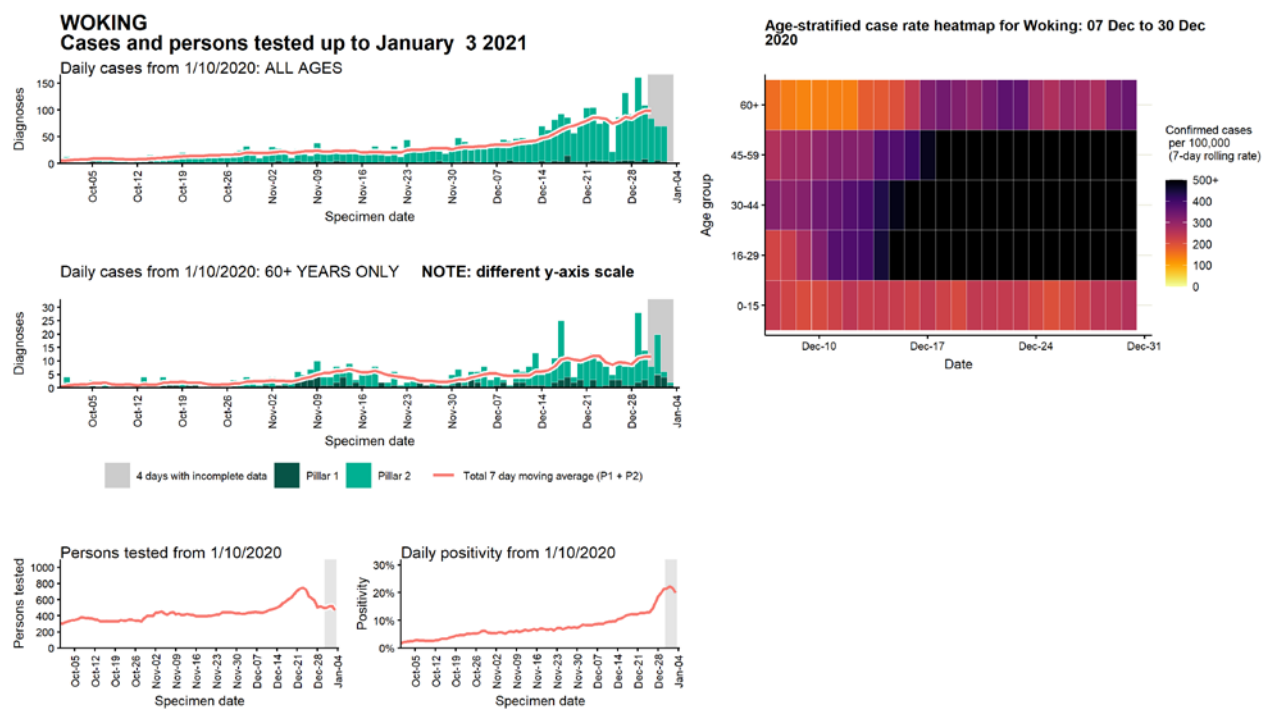 WOKING
Cases and persons tested up to January 3 2021
Daily cases from 1/10/2020: ALL AGES
Diagnoses
150
100
50
0
Oct-05
Oct-12
Oct-19
Oct-26
Nov-02
Nov-09
Nov-16
Nov-23
Nov-30
Dec-07
Dec-14
Dec-21
Dec-28
Jan-04
Specimen date
Daily cases from 1/10/2020: 60+ YEARS ONLY NOTE: different y-axis scale
Diagnoses
30
25
20
15
10
5
0
Oct-05
Oct-12
Oct-19
Oct-26
Nov-02
Nov-09
Nov-16
Nov-23
Nov-30
Dec-07
Dec-14
Dec-21
Dec-28
Jan-04
Specimen date
4 days with incomplete data Pillar 1 Pillar 2 Total 7 day moving average (P1 + P2)
Persons tested from 1/10/2020
Persons tested
1000
800
600
400
200
0
Oct-05
Oct-12
Oct-19
Oct-26
Nov-02
Nov-09
Nov-16
Nov-23
Nov-30
Dec-07
Dec-14
Dec-21
Dec-28
Jan-04
Specimen date
Daily positivity from 1/10/2020
Positivity
30%
20%
10%
0%
Oct-05
Oct-12
Oct-19
Oct-26
Nov-02
Nov-09
Nov-16
Nov-23
Nov-30
Dec-07
Dec-14
Dec-21
Dec-28
Jan-04
Specimen date
Age-stratified case rate heatmap for Woking: 07 Dec to 30 Dec
2020
Age group
60+
45-59
30-44
16-29
0-15
Dec-10
Dec-17
Dec-24
Dec-31
Date
Confirmed cases
per 100,000
(7-day rolling rate)
500+
400
300
200
100
0